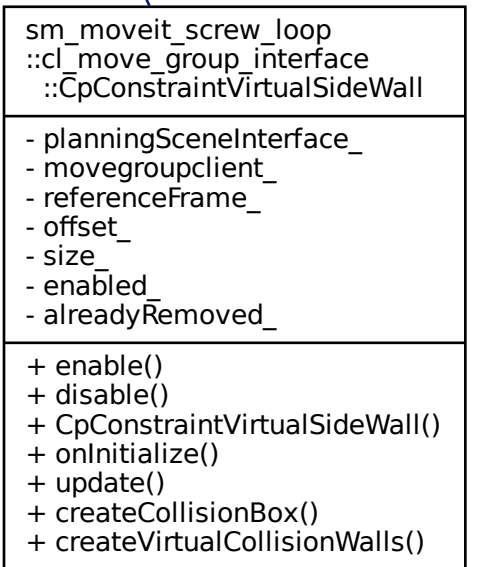 sm_moveit_screw_loop
::cl_move_group_interface
::CpConstraintVirtualSideWall
- planningSceneInterface_
- movegroupclient_
- referenceFrame_
- offset_
- size_
- enabled_
- alreadyRemoved_
+ enable()
+ disable()
+ CpConstraintVirtualSideWall()
+ onInitialize()
+ update()
+ createCollisionBox()
+ createVirtualCollisionWalls()